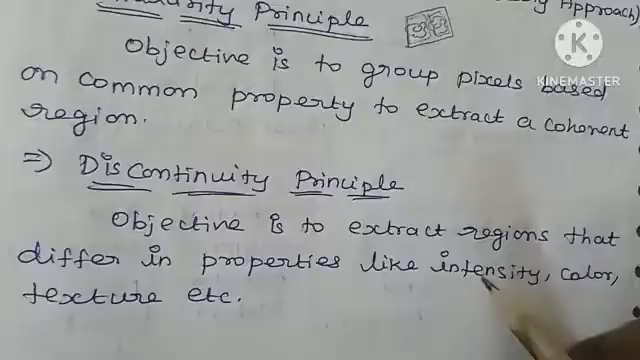 Principle Approach)
Objective is to group pixels based
on common property to extract a coherent
region.
⇒ Discontinuity Principle
Objective is to extract regions that
differ in properties like intensity, color,
texture etc.
KINEMASTER